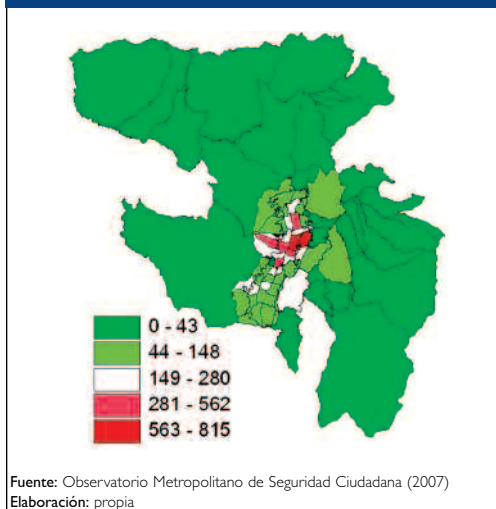 0 - 43
44 - 148
149 - 280
281 - 562
563 - 815
Fuente: Observatorio Metropolitano de Seguridad Ciudadana (2007)
Elaboración: propia